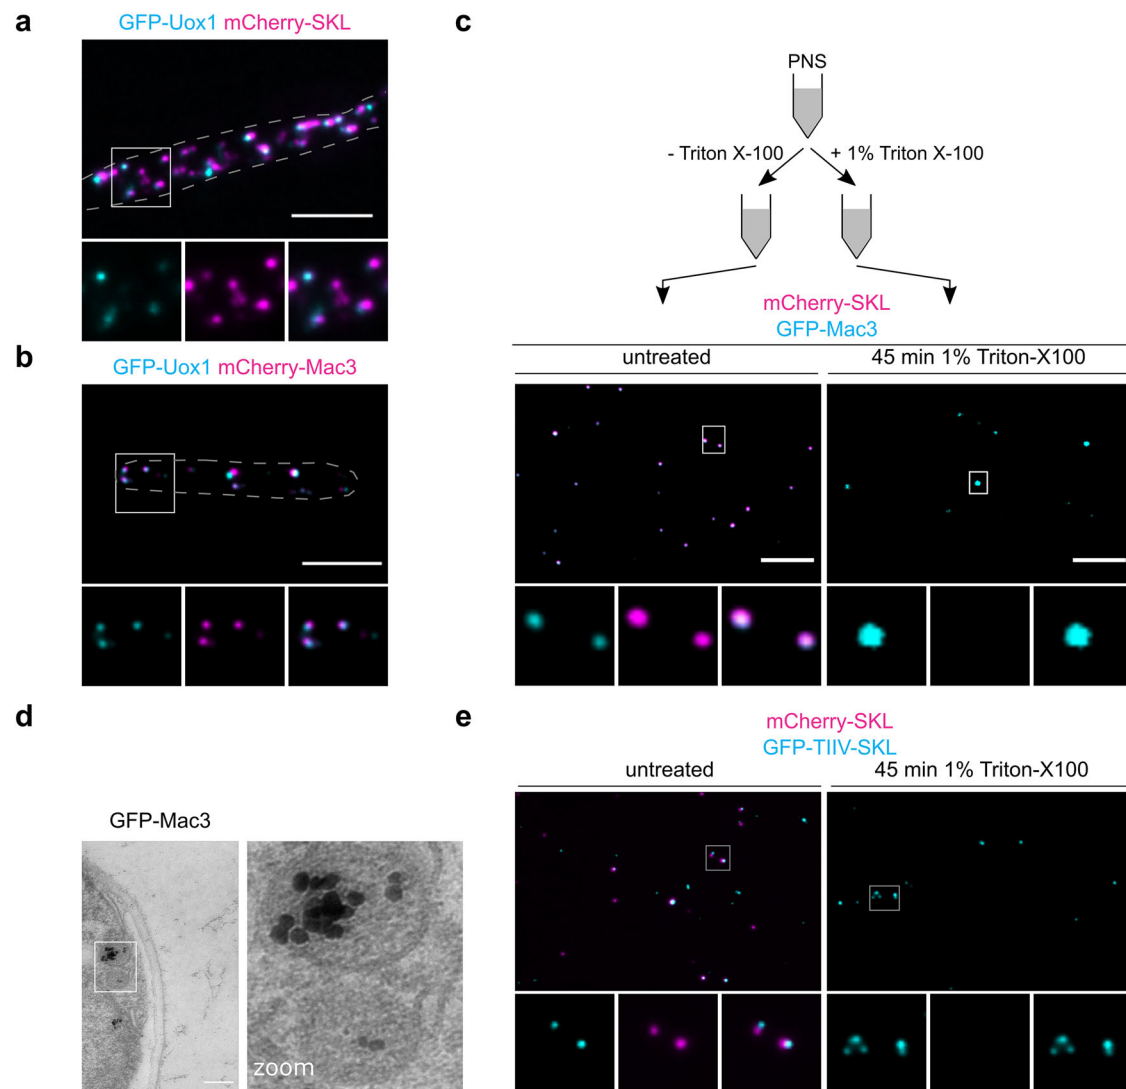 a
GFP-Uox1 mCherry-SKL
b
GFP-Uox1 mCherry-Mac3
c
PNS
- Triton X-100
+ 1% Triton X-100
mCherry-SKL
GFP-Mac3
untreated
45 min 1% Triton-X100
d
GFP-Mac3
zoom
e
mCherry-SKL
GFP-TIIV-SKL
untreated
45 min 1% Triton-X100